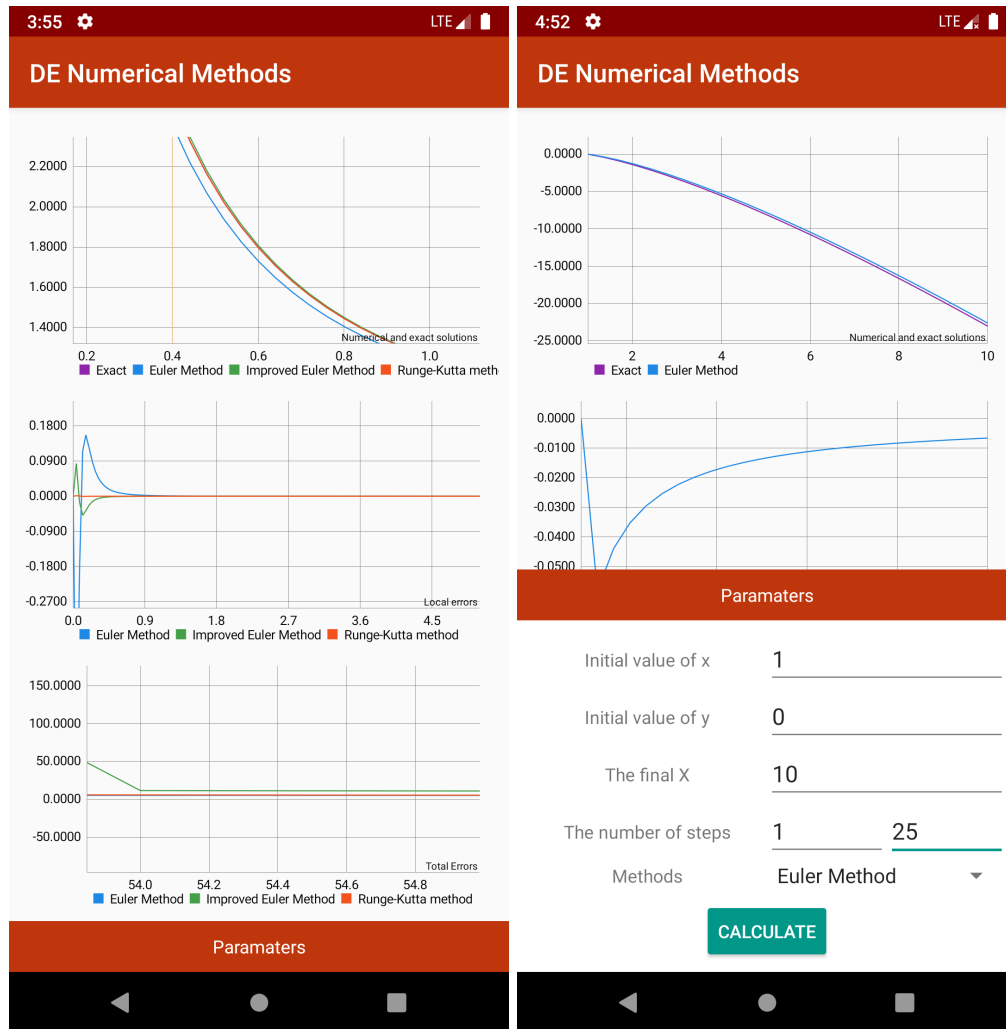 3:55 LTE
DE Numerical Methods
2.2000
2.0000
1.8000
1.6000
1.4000
Numerical and exact solutions
0.2 0.4 0.6 0.8 1.0
Exact Euler Method Improved Euler Method Runge-Kutta meth
0.1800
0.0900
0.0000
-0.0900
-0.1800
-0.2700
Local errors
0.0 0.9 1.8 2.7 3.6 4.5
Euler Method Improved Euler Method Runge-Kutta method
150.0000
100.0000
50.0000
0.0000
-50.0000
Total Errors
54.0 54.2 54.4 54.6 54.8
Euler Method Improved Euler Method Runge-Kutta method
Paramaters
4:52 LTE
DE Numerical Methods
0.0000
-5.0000
-10.0000
-15.0000
-20.0000
-25.0000
Numerical and exact solutions
2 4 6 8 10
Exact Euler Method
0.0000
-0.0100
-0.0200
-0.0300
-0.0400
-0.0500
Paramaters
Initial value of x 1
Initial value of y 0
The final X 10
The number of steps 1 25
Methods Euler Method
CALCULATE